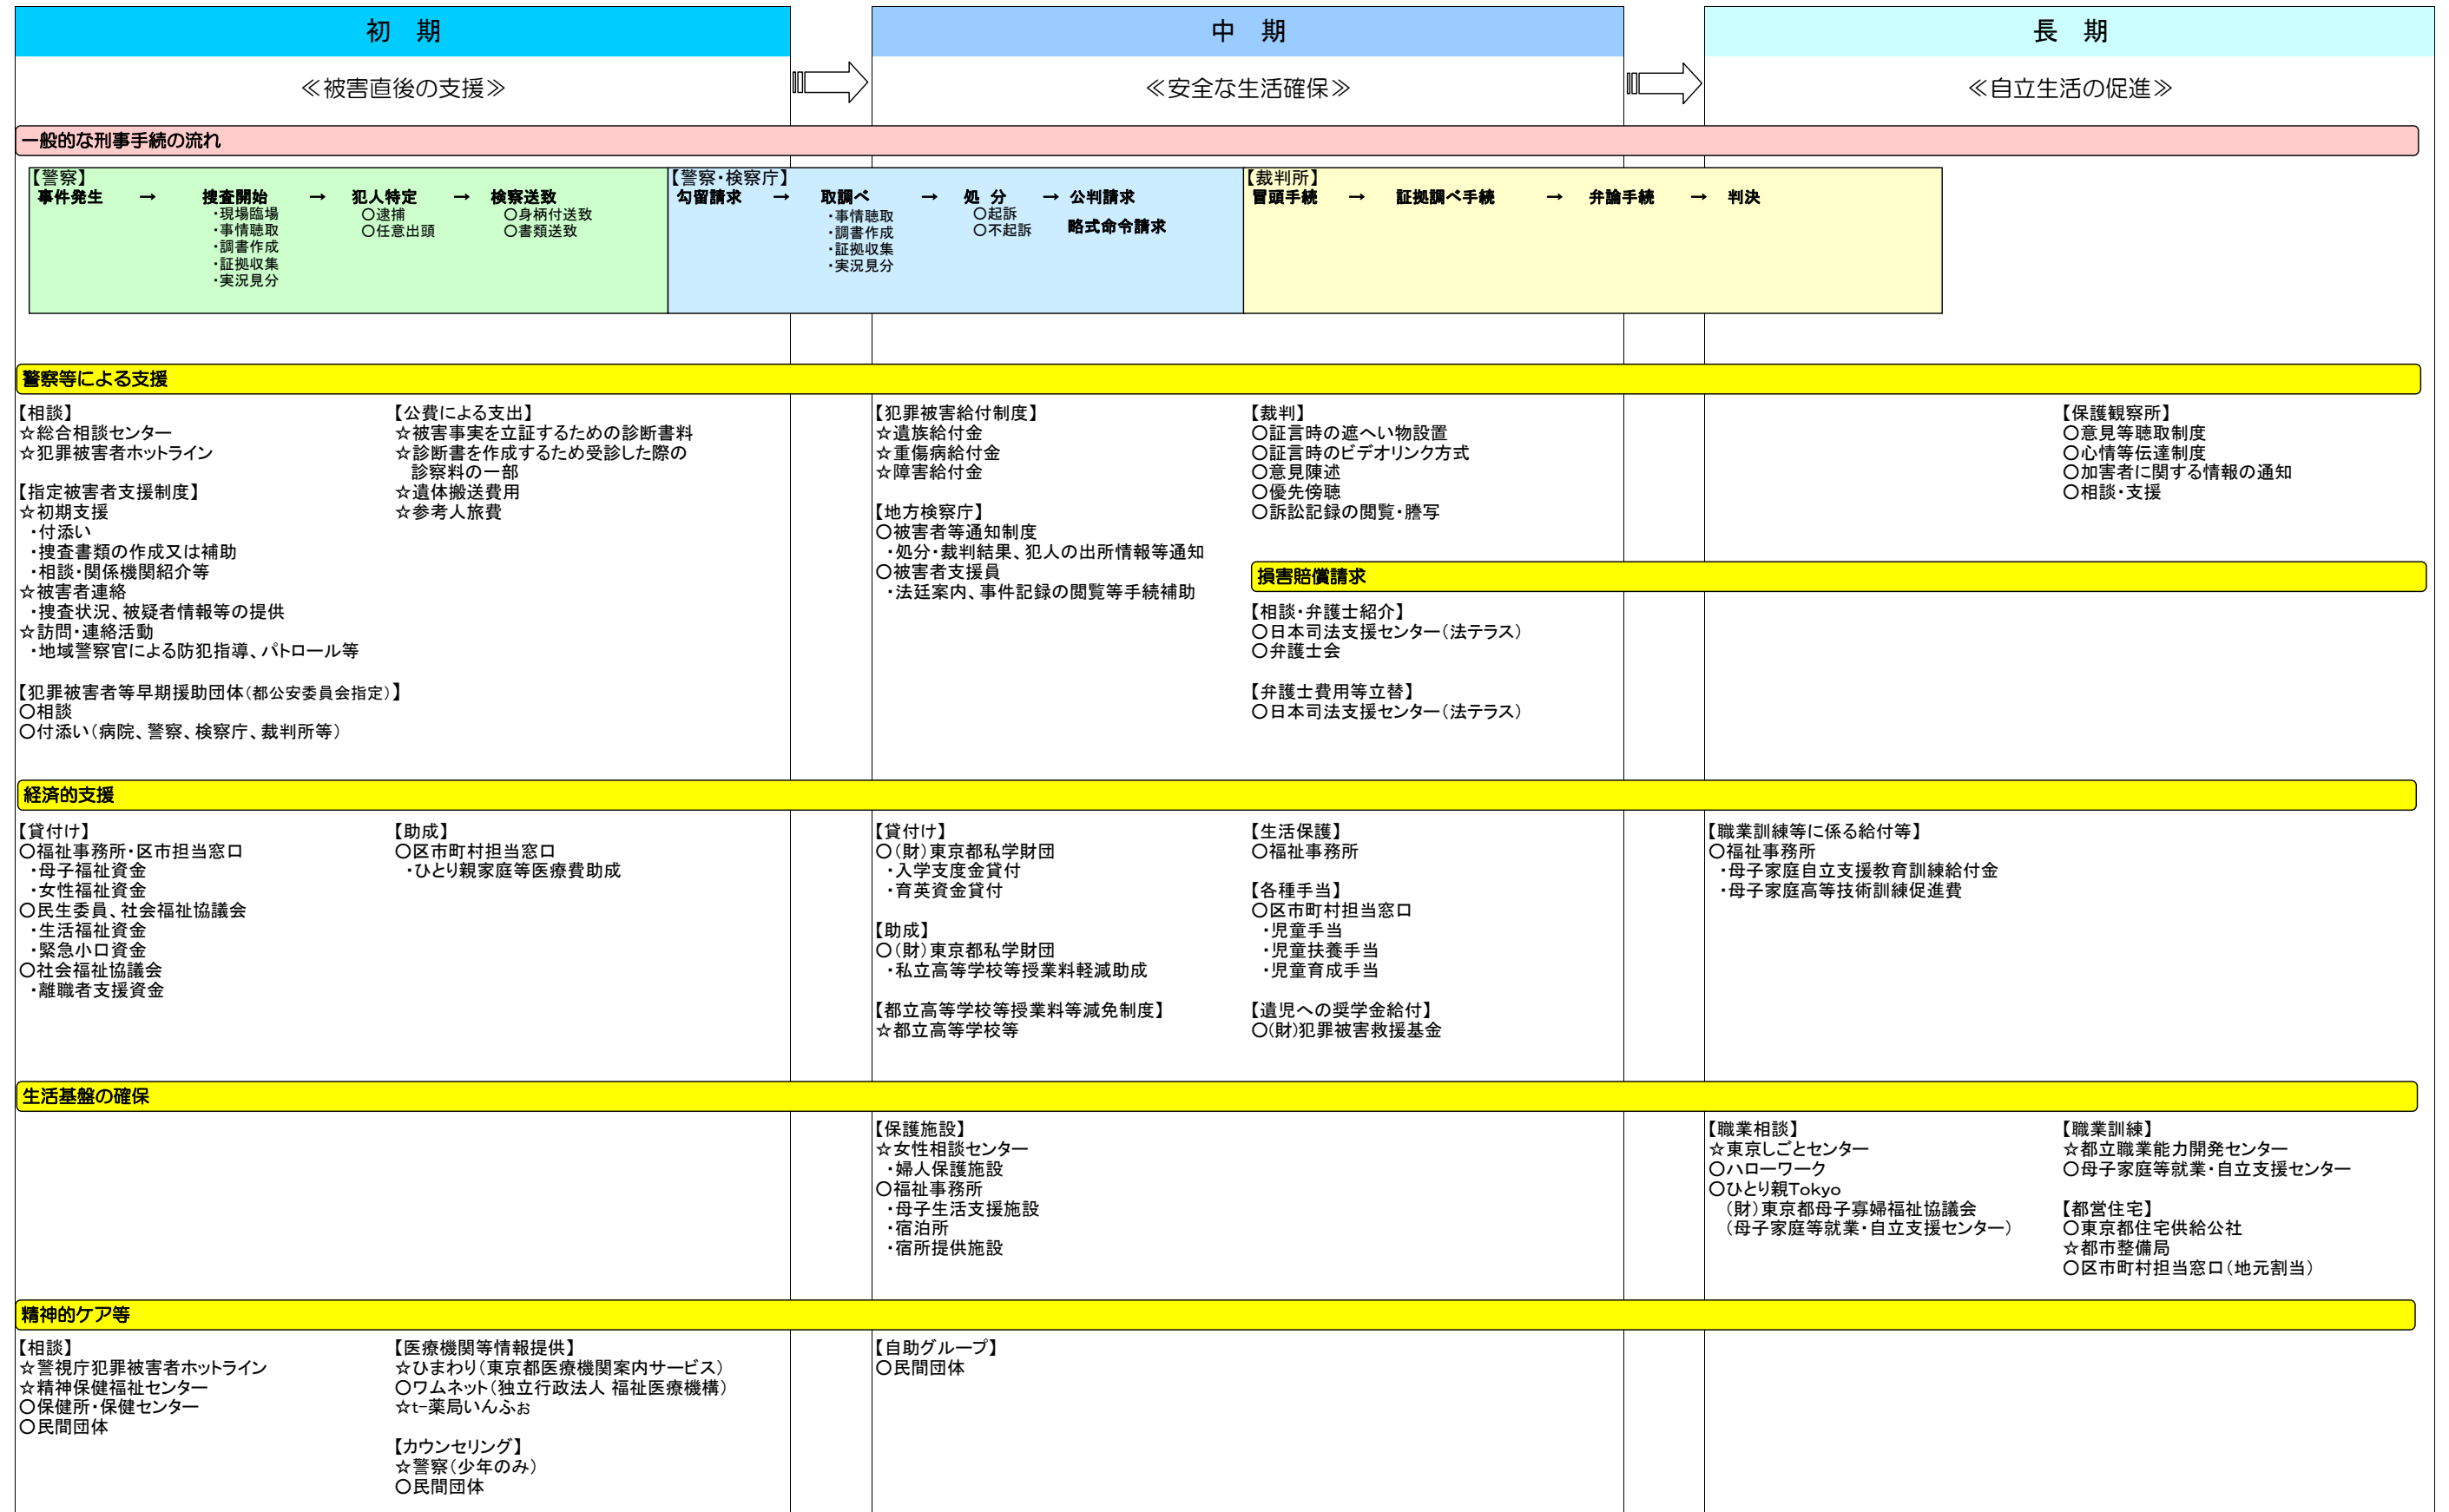 初　期
中　期
長　期
≪被害直後の支援≫
≪安全な生活確保≫
≪自立生活の促進≫
一般的な刑事手続の流れ
【警察】
事件発生　→　捜査開始　→　犯人特定　→　検察送致
・現場臨場
・事情聴取
・調書作成
・証拠収集
・実況見分
〇逮捕
〇任意出頭
〇身柄付送致
〇書類送致
【警察・検察庁】
勾留請求　→　取調べ　→　処 分　→ 公判請求
略式命令請求
・事情聴取
・調書作成
・証拠収集
・実況見分
〇起訴
〇不起訴
【裁判所】
冒頭手続　→　証拠調べ手続　→　弁論手続　→　判決
警察等による支援
【相談】
☆総合相談センター
☆犯罪被害者ホットライン
【指定被害者支援制度】
☆初期支援
・付添い
・捜査書類の作成又は補助
・相談・関係機関紹介等
☆被害者連絡
・捜査状況、被疑者情報等の提供
☆訪問・連絡活動
・地域警察官による防犯指導、パトロール等
【犯罪被害者等早期援助団体（都公安委員会指定）】
〇相談
〇付添い（病院、警察、検察庁、裁判所等）
【公費による支出】
☆被害事実を立証するための診断書料
☆診断書を作成するため受診した際の
診察料の一部
☆遺体搬送費用
☆参考人旅費
【犯罪被害給付制度】
☆遺族給付金
☆重傷病給付金
☆障害給付金
【地方検察庁】
〇被害者等通知制度
・処分・裁判結果、犯人の出所情報等通知
〇被害者支援員
・法廷案内、事件記録の閲覧等手続補助
【裁判】
〇証言時の遮へい物設置
〇証言時のビデオリンク方式
〇意見陳述
〇優先傍聴
〇訴訟記録の閲覧・謄写
【保護観察所】
〇意見等聴取制度
〇心情等伝達制度
〇加害者に関する情報の通知
〇相談・支援
損害賠償請求
【相談・弁護士紹介】
〇日本司法支援センター（法テラス）
〇弁護士会
【弁護士費用等立替】
〇日本司法支援センター（法テラス）
経済的支援
【貸付け】
〇福祉事務所・区市担当窓口
・母子福祉資金
・女性福祉資金
〇民生委員、社会福祉協議会
・生活福祉資金
・緊急小口資金
〇社会福祉協議会
・離職者支援資金
【助成】
〇区市町村担当窓口
・ひとり親家庭等医療費助成
【貸付け】
〇（財）東京都私学財団
・入学支度金貸付
・育英資金貸付
【助成】
〇（財）東京都私学財団
・私立高等学校等授業料軽減助成
【都立高等学校等授業料等減免制度】
☆都立高等学校等
【生活保護】
〇福祉事務所
【各種手当】
〇区市町村担当窓口
・児童手当
・児童扶養手当
・児童育成手当
【遺児への奨学金給付】
〇(財)犯罪被害救援基金
【職業訓練等に係る給付等】
〇福祉事務所
・母子家庭自立支援教育訓練給付金
・母子家庭高等技術訓練促進費
生活基盤の確保
【保護施設】
☆女性相談センター
・婦人保護施設
〇福祉事務所
・母子生活支援施設
・宿泊所
・宿所提供施設
【職業相談】
☆東京しごとセンター
〇ハローワーク
〇ひとり親Tokyo
（財）東京都母子寡婦福祉協議会
（母子家庭等就業・自立支援センター）
【職業訓練】
☆都立職業能力開発センター
〇母子家庭等就業・自立支援センター
【都営住宅】
〇東京都住宅供給公社
☆都市整備局
〇区市町村担当窓口（地元割当）
精神的ケア等
【相談】
☆警視庁犯罪被害者ホットライン
☆精神保健福祉センター
〇保健所・保健センター
〇民間団体
【医療機関等情報提供】
☆ひまわり（東京都医療機関案内サービス）
〇ワムネット（独立行政法人 福祉医療機構）
☆t-薬局いんふぉ
【カウンセリング】
☆警察（少年のみ）
〇民間団体
【自助グループ】
〇民間団体